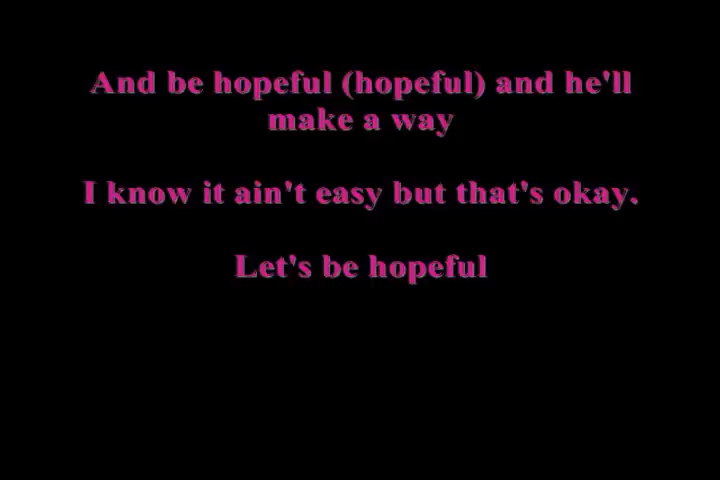 And be hopeful (hopeful) and he'll
make a way
I know it ain't easy but that's okay.
Let's be hopeful